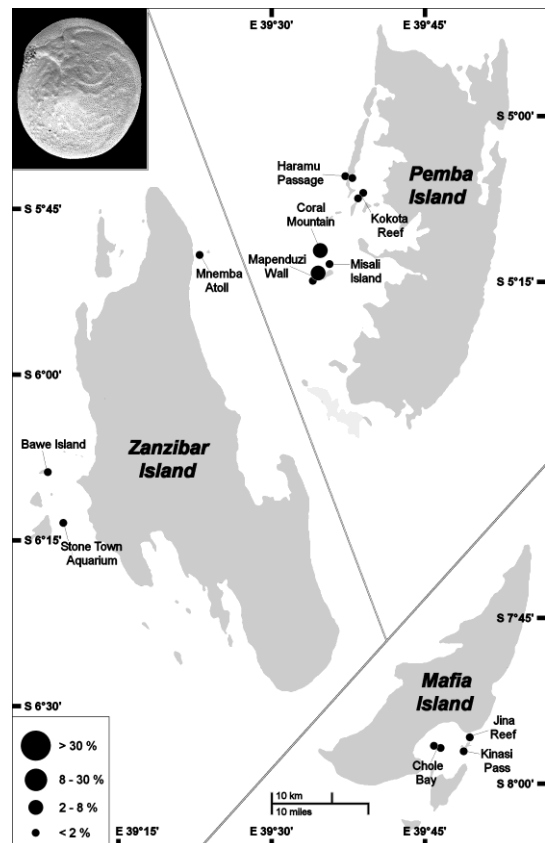 E 39°30'
E 39°45'
S 5°00'
Haramu
Passage
Pemba
Island
S 5°45'
Coral
Mountain
Kokota
Reef
Mnemba
Atoll
Mapenduzi
Wall
Misali
Island
S 5°15'
S 6°00'
Bawe Island
Zanzibar
Island
S 6°15'
Stone Town
Aquarium
S 7°45'
Mafia
Island
S 6°30'
Jina
Reef
Chole
Bay
Kinasi
Pass
> 30 %
8 - 30 %
2 - 8 %
< 2 %
S 8°00'
10 km
10 miles
E 39°15'
E 39°30'
E 39°45'